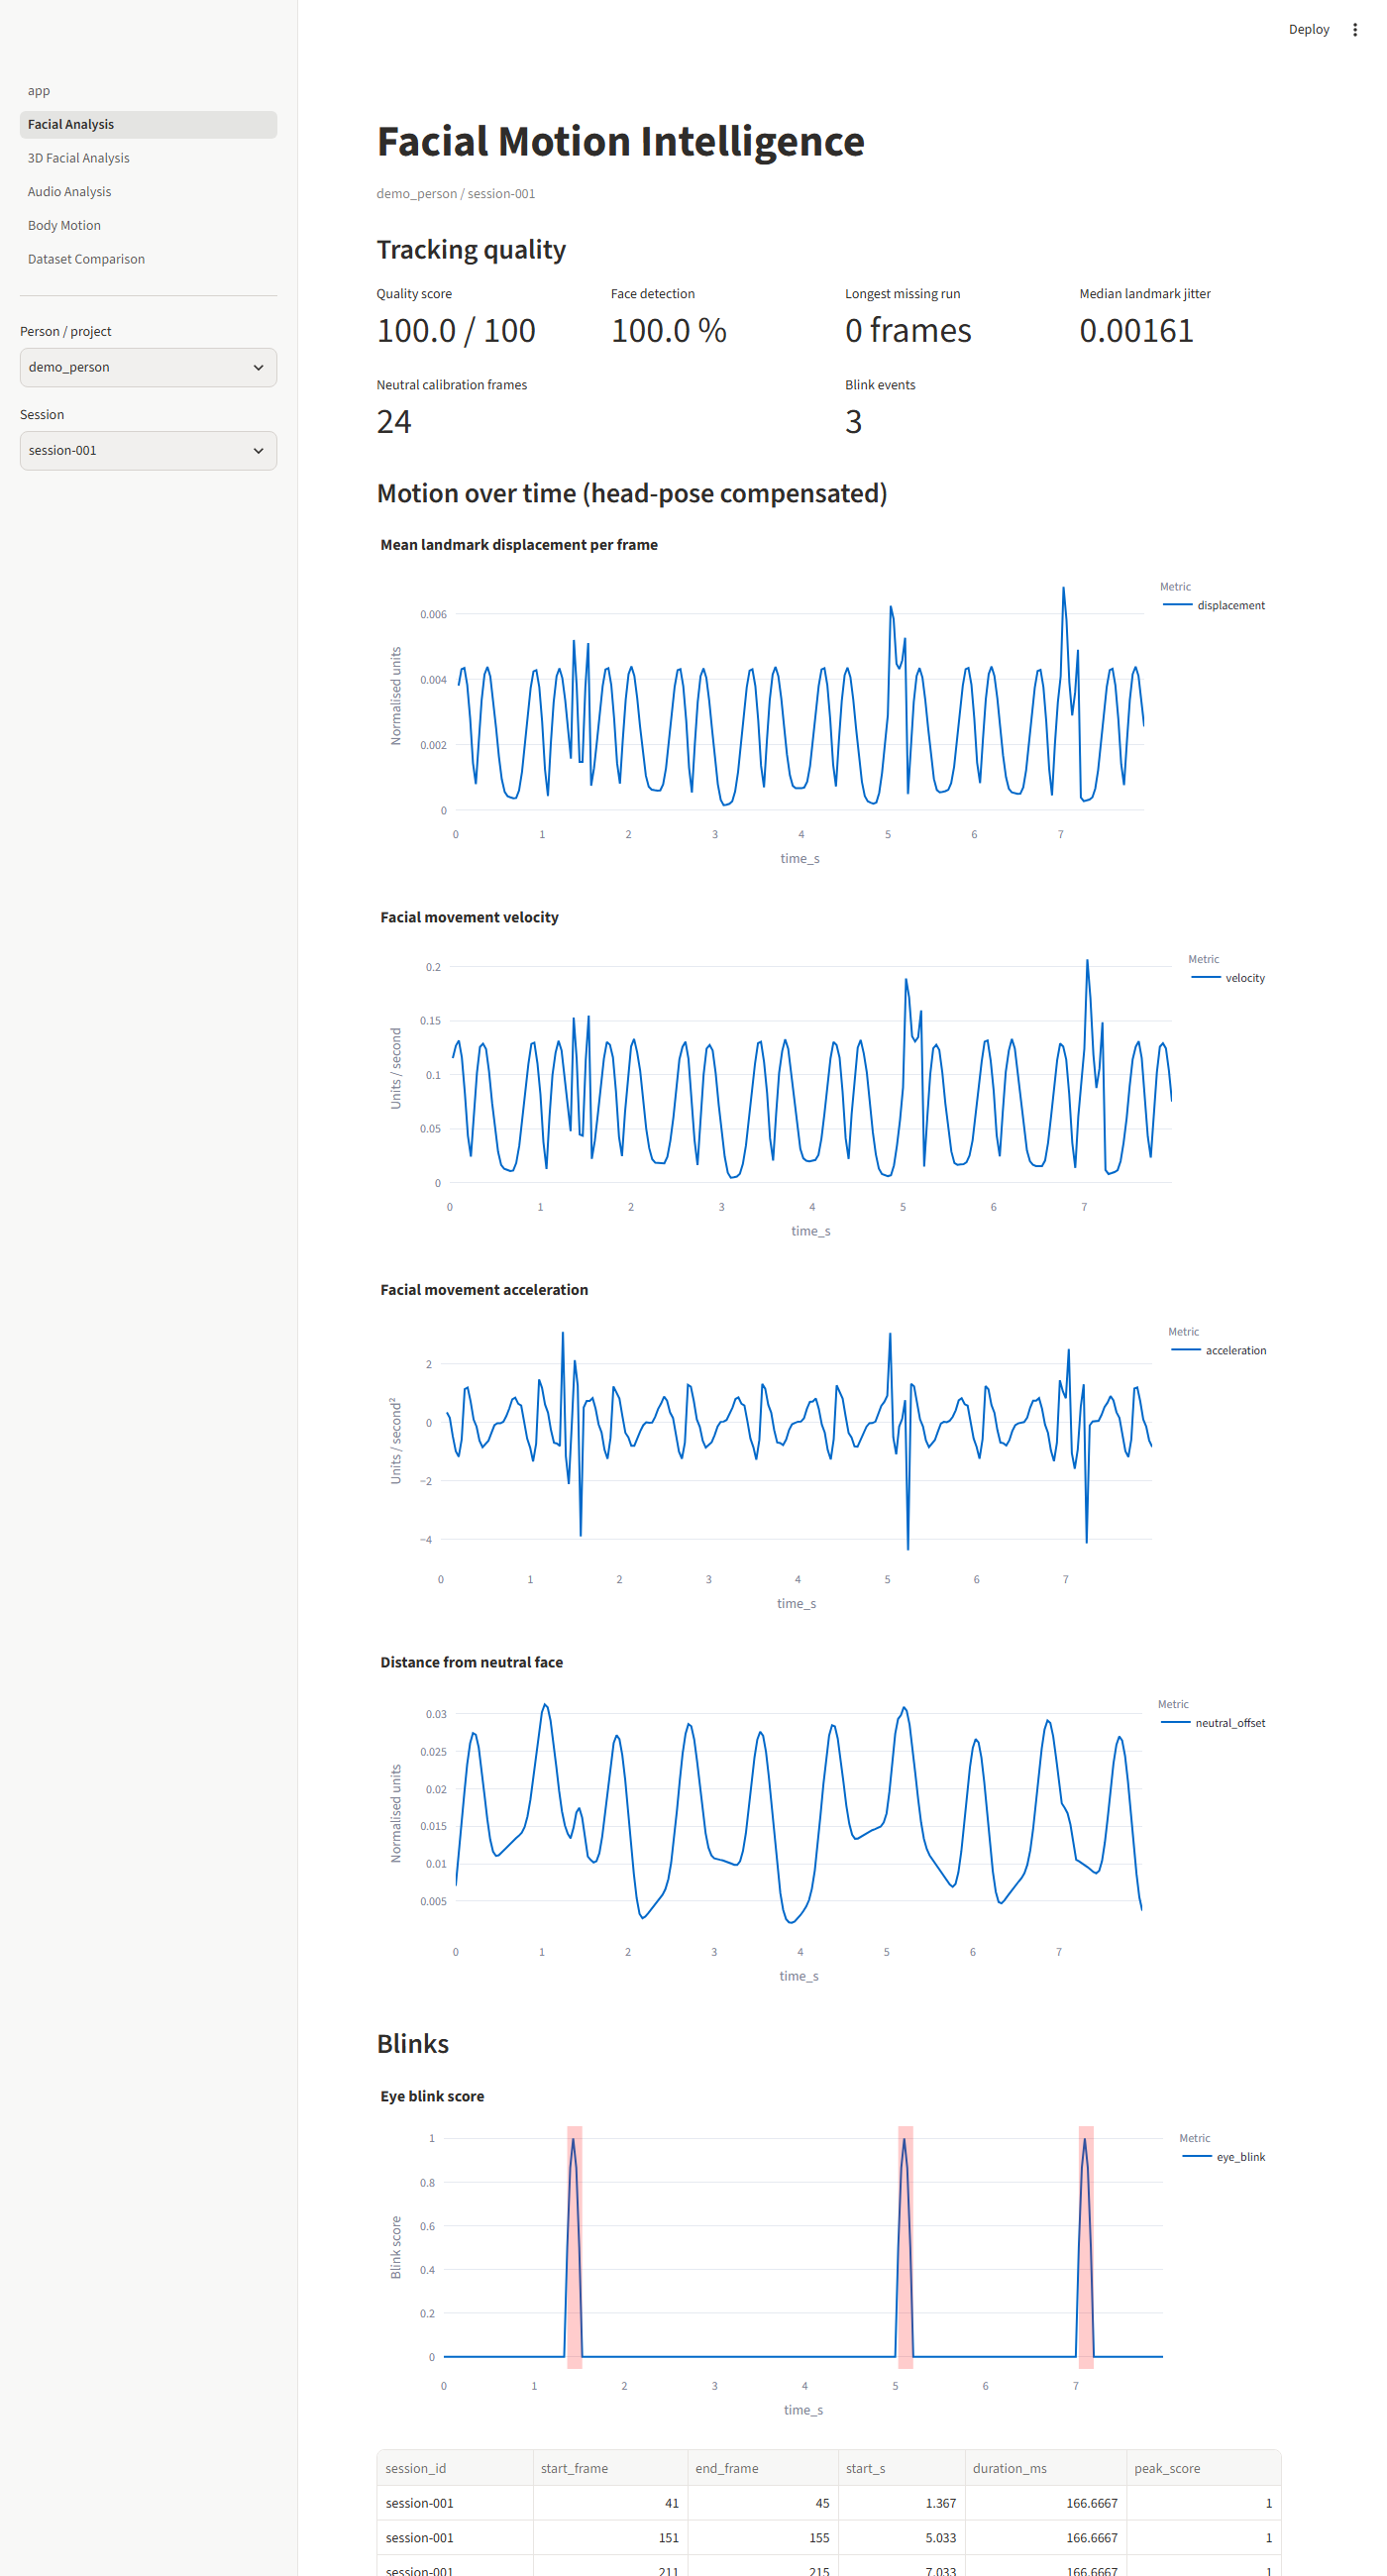 Deploy
app
Facial Analysis
3D Facial Analysis
Audio Analysis
Body Motion
Dataset Comparison
Person / project
demo_person
Session
session-001
Facial Motion Intelligence
demo_person / session-001
Tracking quality
Quality score Face detection Longest missing run Median landmark jitter
100.0 / 100 100.0 % 0 frames 0.00161
Neutral calibration frames Blink events
24 3
Motion over time (head-pose compensated)
Mean landmark displacement per frame
Metric
displacement
Normalised units
0.006
0.004
0.002
0
0 1 2 3 4 5 6 7
time_s
Facial movement velocity
Metric
velocity
Units / second
0.2
0.15
0.1
0.05
0
0 1 2 3 4 5 6 7
time_s
Facial movement acceleration
Metric
acceleration
Units / second²
2
0
−2
−4
0 1 2 3 4 5 6 7
time_s
Distance from neutral face
Metric
neutral_offset
Normalised units
0.03
0.025
0.02
0.015
0.01
0.005
0 1 2 3 4 5 6 7
time_s
Blinks
Eye blink score
Metric
eye_blink
Blink score
1
0.8
0.6
0.4
0.2
0
0 1 2 3 4 5 6 7
time_s
session_id start_frame end_frame start_s duration_ms peak_score
session-001 41 45 1.367 166.6667 1
session-001 151 155 5.033 166.6667 1
session-001 211 215 7.033 166.6667 1